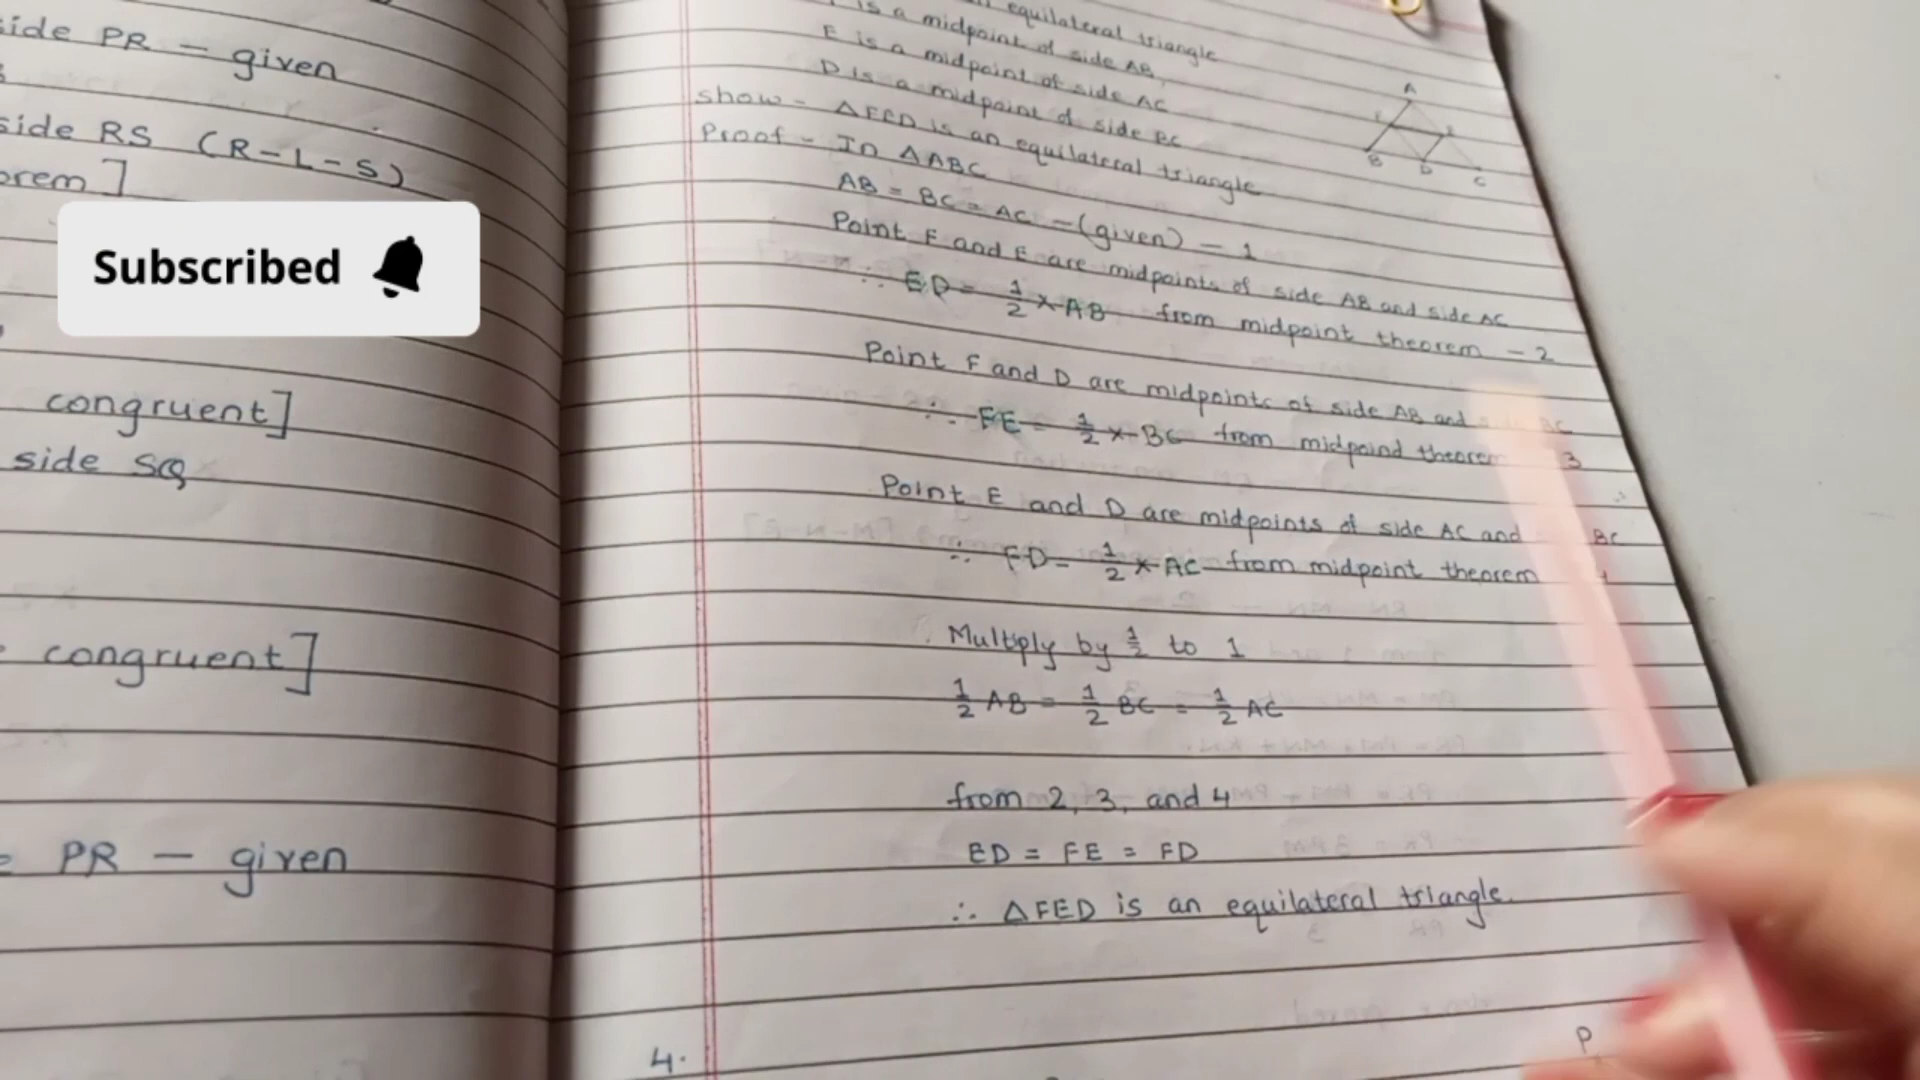 side PR - given
side RS (R-L-S)
orem]
Subscribed
congruent]
side SQ
congruent]
= PR - given
equilateral triangle
is a midpoint of side AB
E is a midpoint of side AC
D is a midpoint of side BC
show - △FED is an equilateral triangle
Proof - In △ABC
AB = BC = AC - (given) - 1
Point F and E are midpoints of side AB and side AC
∴ ED = 1/2 × AB from midpoint theorem - 2
Point F and D are midpoints of side AB and BC
∴ FE = 1/2 × BC from midpoind theorem 3
Point E and D are midpoints of side AC and BC
∴ FD = 1/2 × AC from midpoint theorem
Multply by 1/2 to 1
1/2 AB = 1/2 BC = 1/2 AC
from 2, 3, and 4
ED = FE = FD
∴ △FED is an equilateral triangle.
4.
P
A
F
E
B
D
C